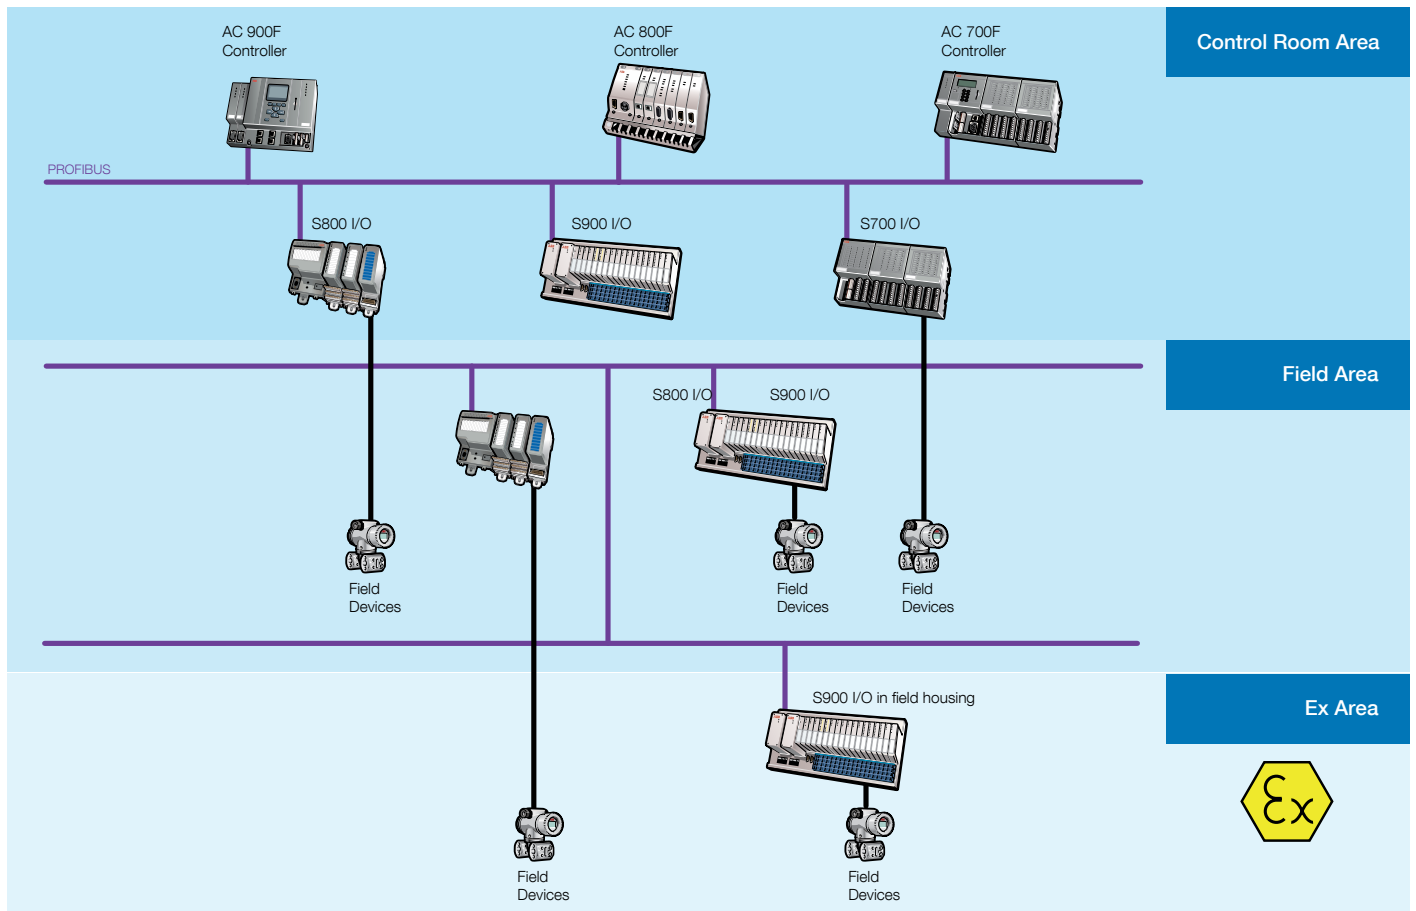 AC 900F
Controller
AC 800F
Controller
AC 700F
Controller
Control Room Area
PROFIBUS
S800 I/O
S900 I/O
S700 I/O
Field Area
S800 I/O
S900 I/O
Field
Devices
Field
Devices
Field
Devices
S900 I/O in field housing
Ex Area
Ex
Field
Devices
Field
Devices